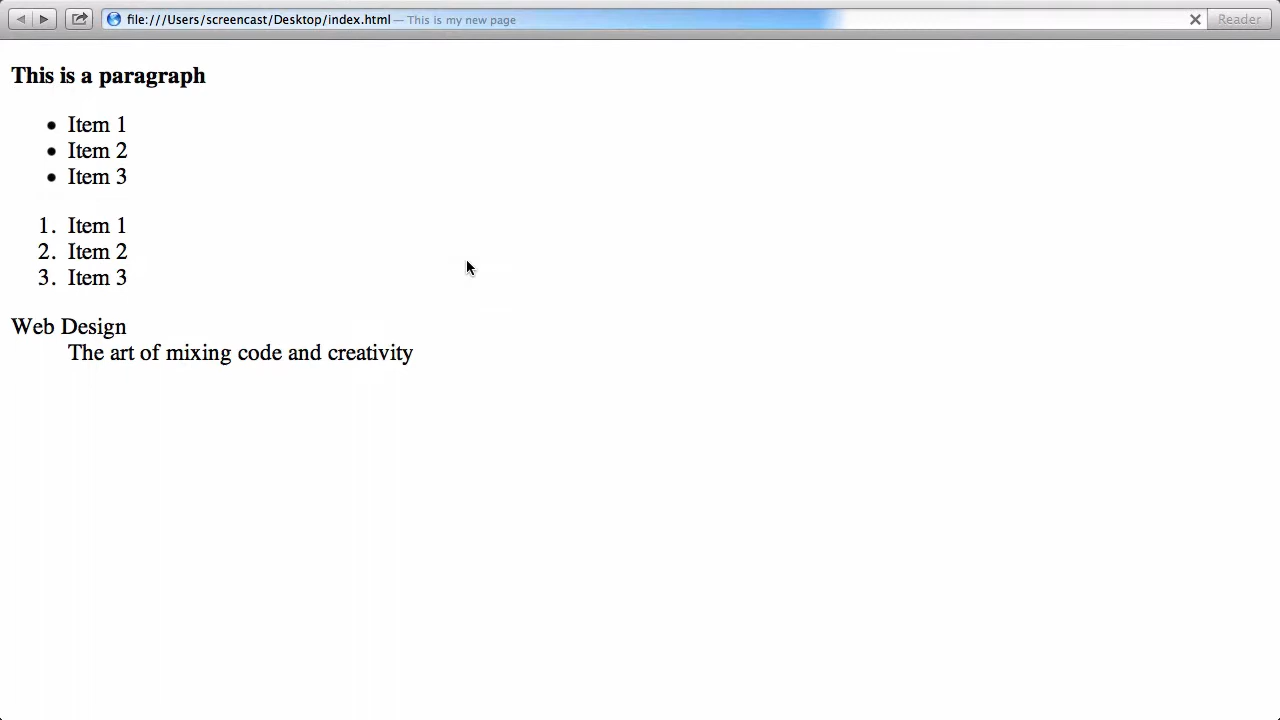 file:///Users/screencast/Desktop/index.html — This is my new page
Reader
This is a paragraph
• Item 1
• Item 2
• Item 3
1. Item 1
2. Item 2
3. Item 3
Web Design
The art of mixing code and creativity